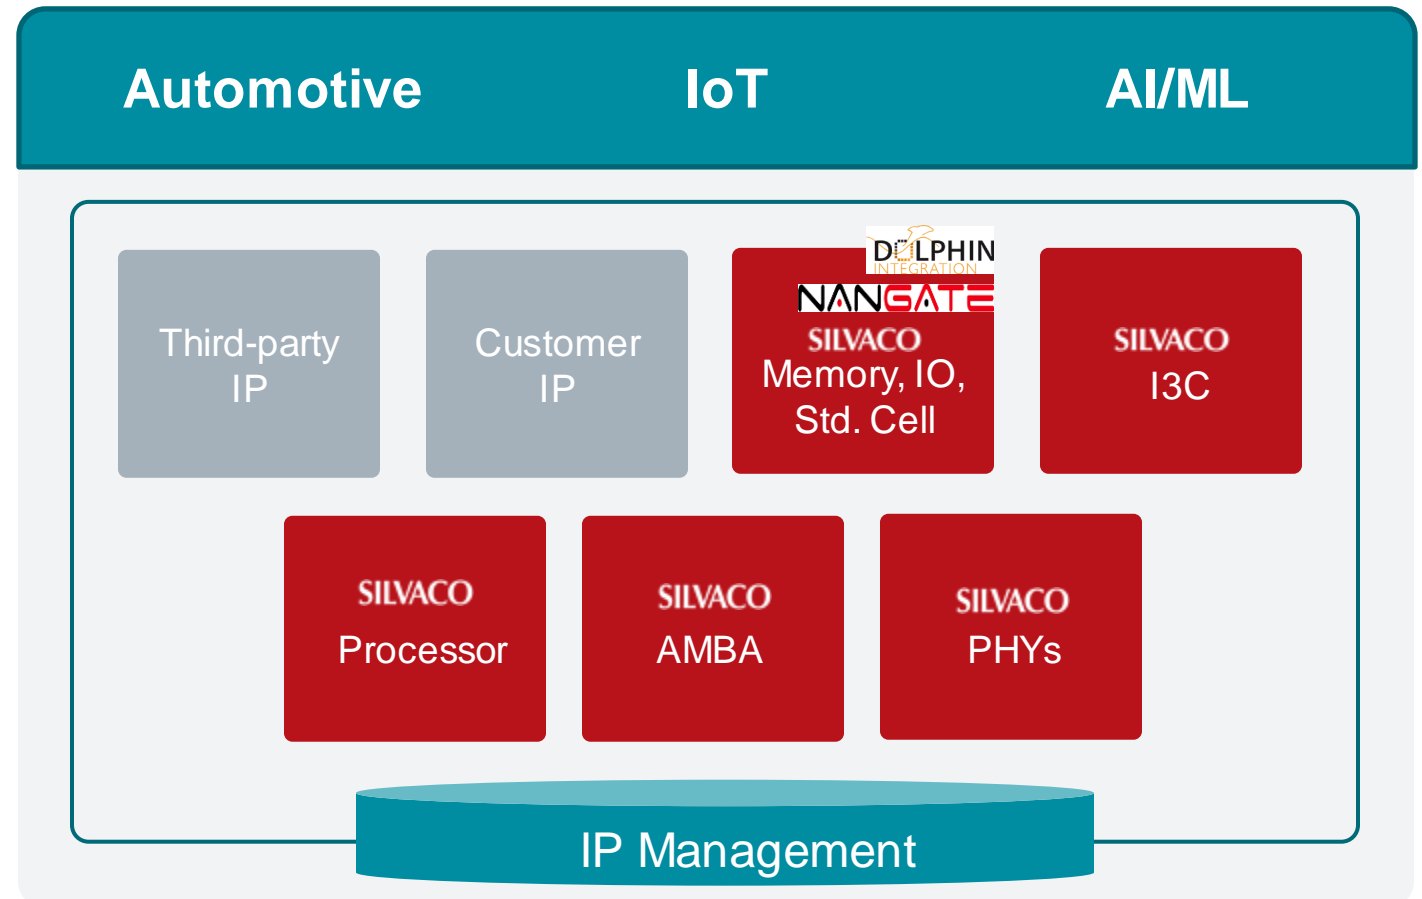 Automotive
IoT
AI/ML
Third-party
IP
Customer
IP
DOLPHIN
INTEGRATION
NANGATE
SILVACO
Memory, IO,
Std. Cell
SILVACO
I3C
SILVACO
Processor
SILVACO
AMBA
SILVACO
PHYs
IP Management